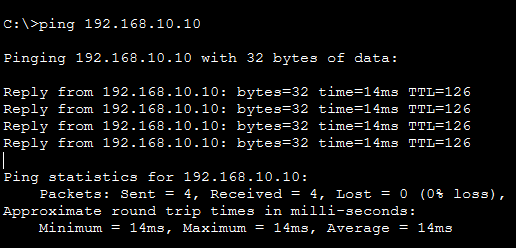 C:\>ping 192.168.10.10
Pinging 192.168.10.10 with 32 bytes of data:
Reply from 192.168.10.10: bytes=32 time=14ms TTL=126
Reply from 192.168.10.10: bytes=32 time=14ms TTL=126
Reply from 192.168.10.10: bytes=32 time=14ms TTL=126
Reply from 192.168.10.10: bytes=32 time=14ms TTL=126
Ping statistics for 192.168.10.10:
    Packets: Sent = 4, Received = 4, Lost = 0 (0% loss),
Approximate round trip times in milli-seconds:
    Minimum = 14ms, Maximum = 14ms, Average = 14ms